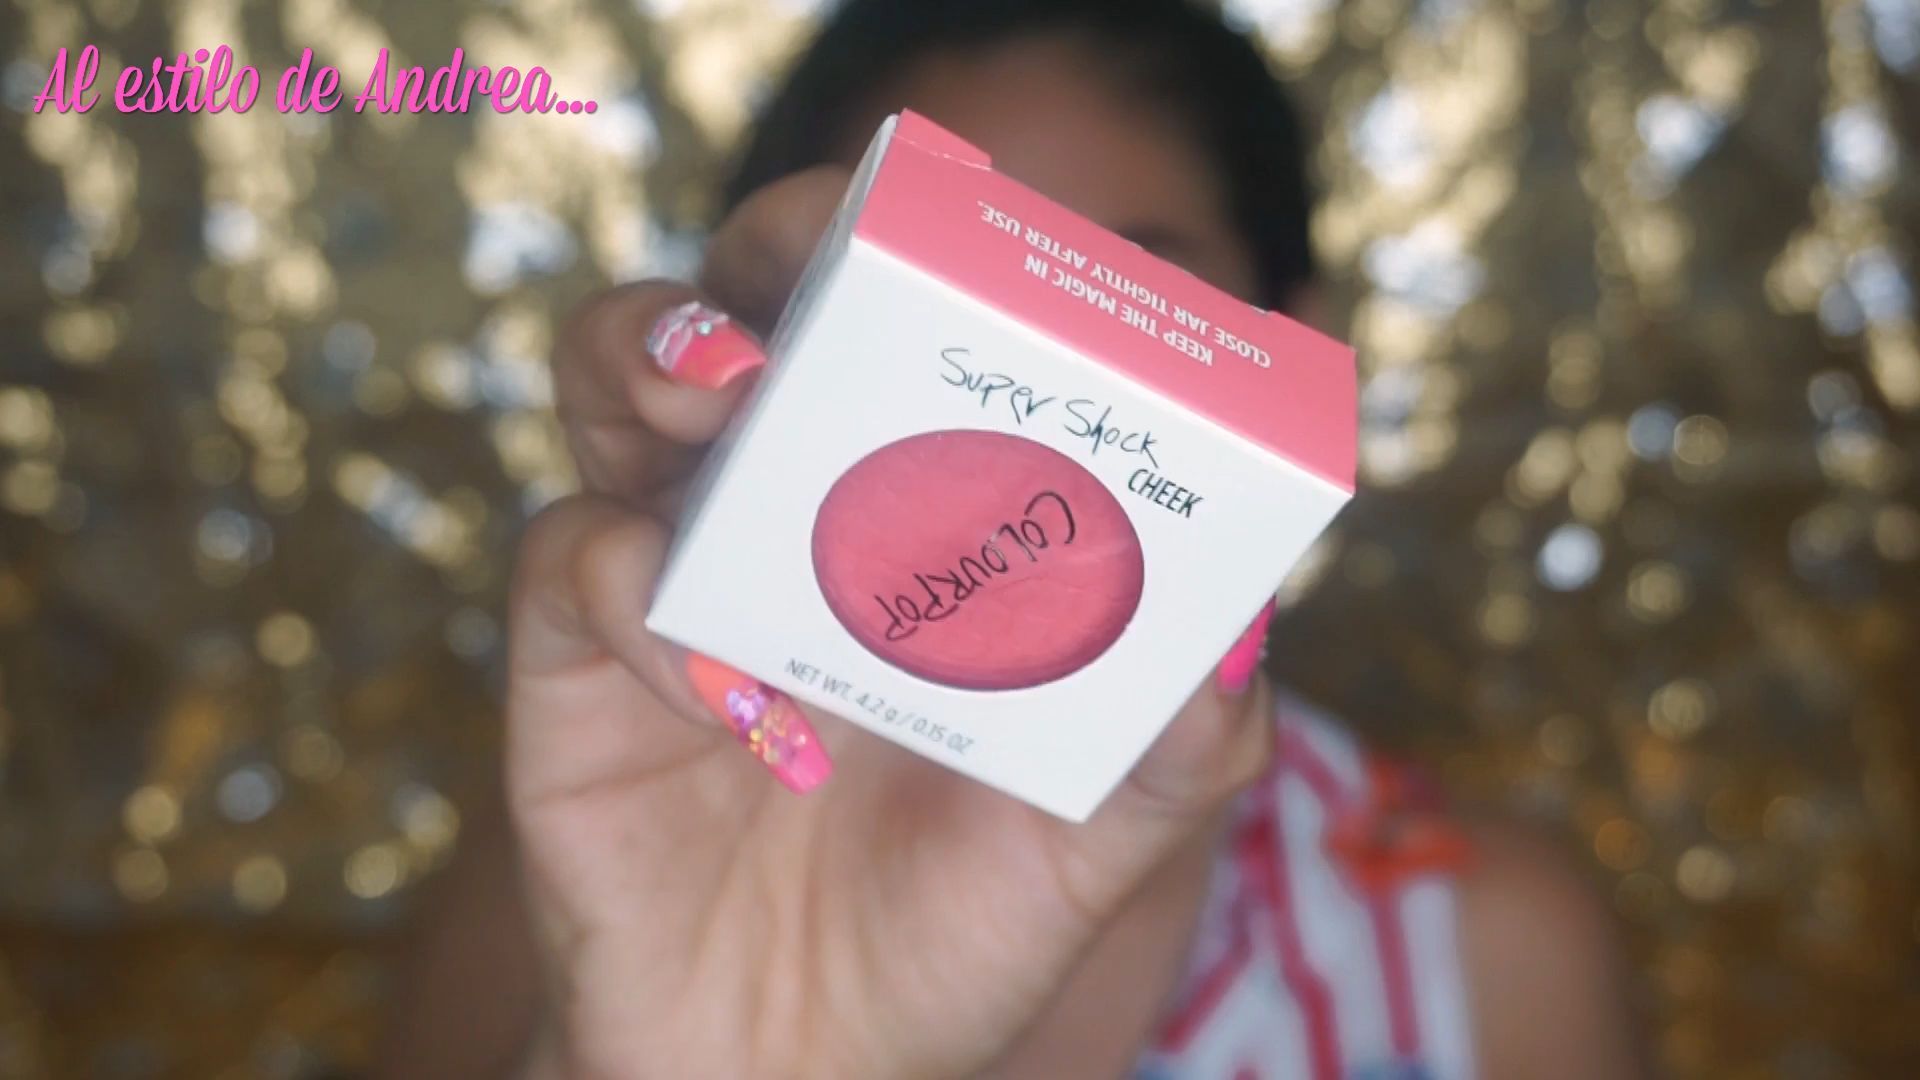 Al estilo de Andrea...
KEEP THE MAGIC IN
CLOSE JAR TIGHTLY AFTER USE.
Super Shock
CHEEK
COLOURPOP
NET WT. 4.2 g / 0.15 OZ